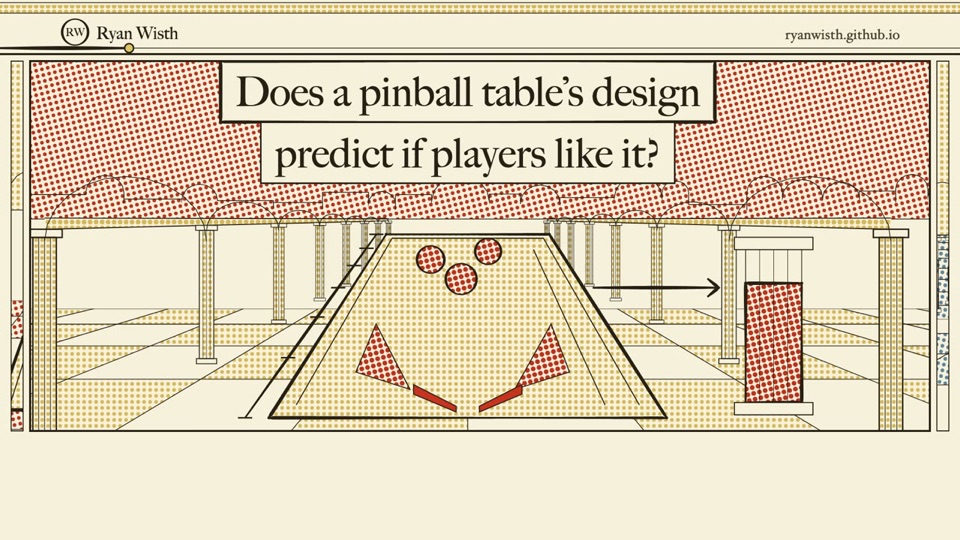 RW Ryan Wisth
ryanwisth.github.io
Does a pinball table’s design
predict if players like it?